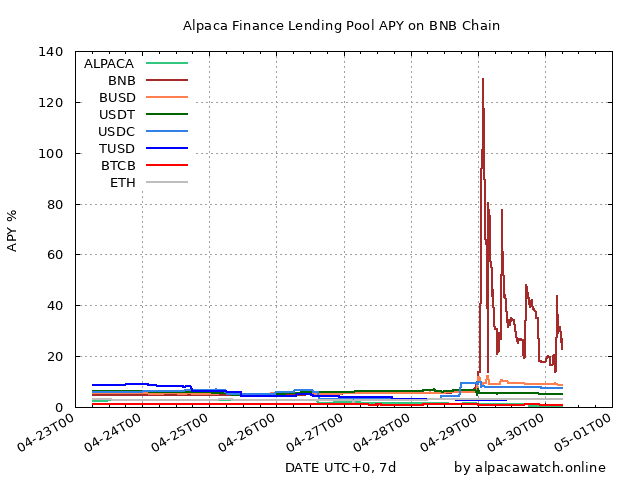 Alpaca Finance Lending Pool APY on BNB Chain
APY %
140
120
100
80
60
40
20
0
ALPACA
BNB
BUSD
USDT
USDC
TUSD
BTCB
ETH
04-23T00
04-24T00
04-25T00
04-26T00
04-27T00
04-28T00
04-29T00
04-30T00
05-01T00
DATE UTC+0, 7d
by alpacawatch.online